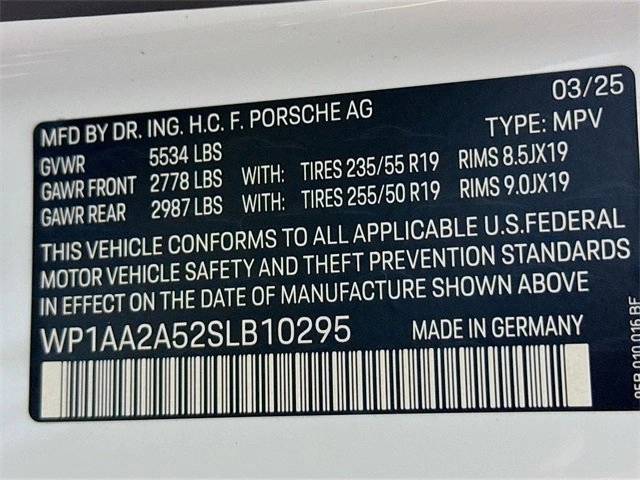 03/25
MFD BY DR. ING. H.C. F. PORSCHE AG
TYPE: MPV
GVWR 5534 LBS
GAWR FRONT 2778 LBS WITH: TIRES 235/55 R19 RIMS 8.5JX19
GAWR REAR 2987 LBS WITH: TIRES 255/50 R19 RIMS 9.0JX19
THIS VEHICLE CONFORMS TO ALL APPLICABLE U.S.FEDERAL
MOTOR VEHICLE SAFETY AND THEFT PREVENTION STANDARDS
IN EFFECT ON THE DATE OF MANUFACTURE SHOWN ABOVE
WP1AA2A52SLB10295 MADE IN GERMANY
010 016 BF